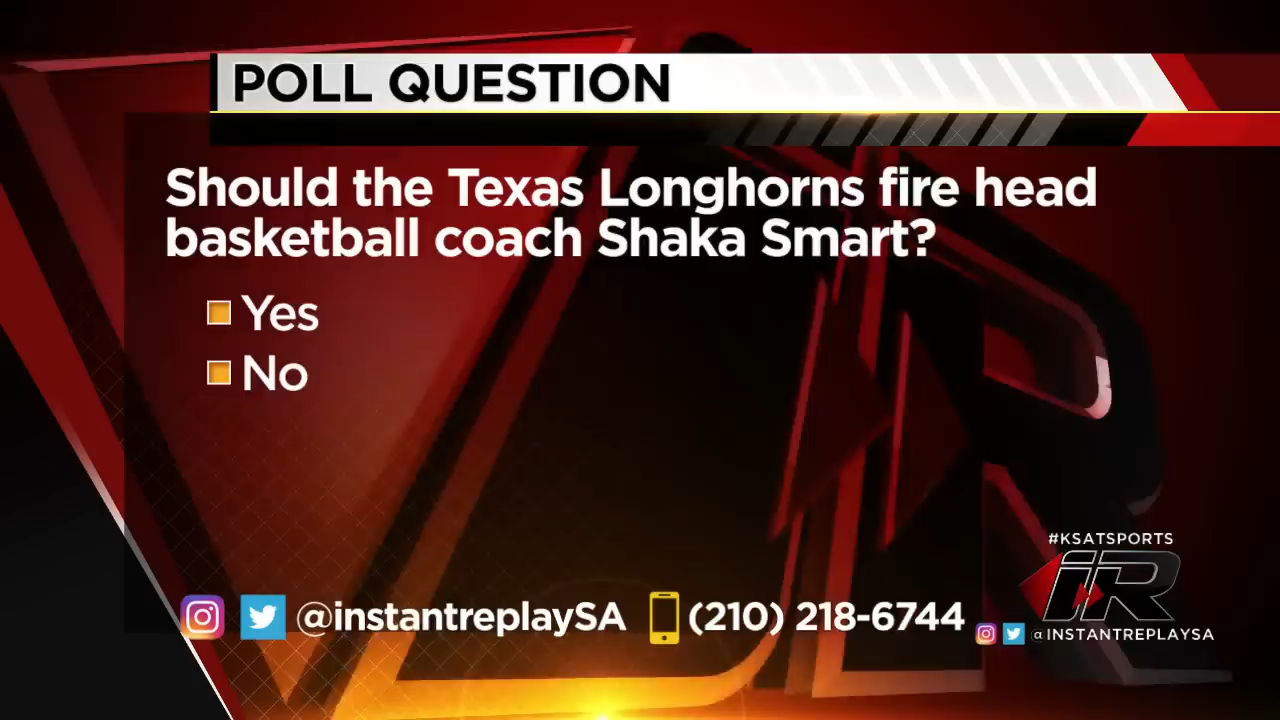 POLL QUESTION
Should the Texas Longhorns fire head
basketball coach Shaka Smart?
Yes
No
@instantreplaySA (210) 218-6744
#KSATSPORTS
iR
@INSTANTREPLAYSA